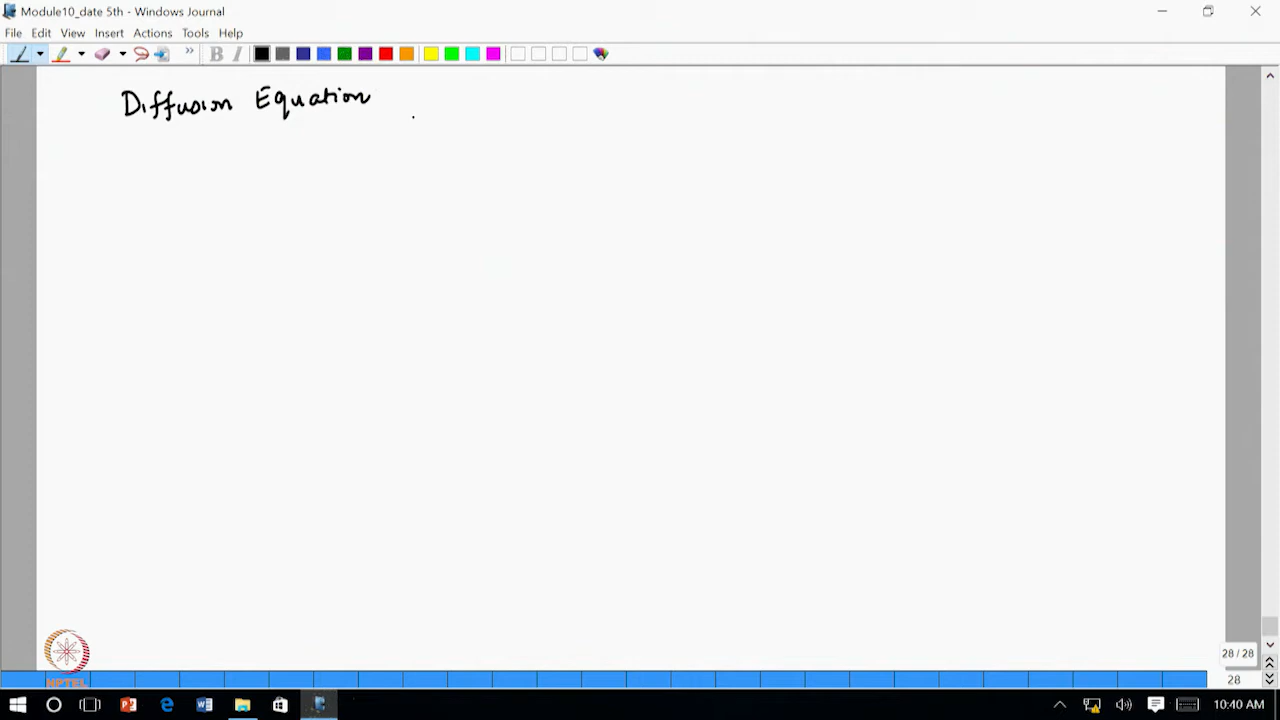 Module10_date 5th - Windows Journal
File Edit View Insert Actions Tools Help
B I
Diffusion Equation
NPTEL
28 / 28
28
10:40 AM